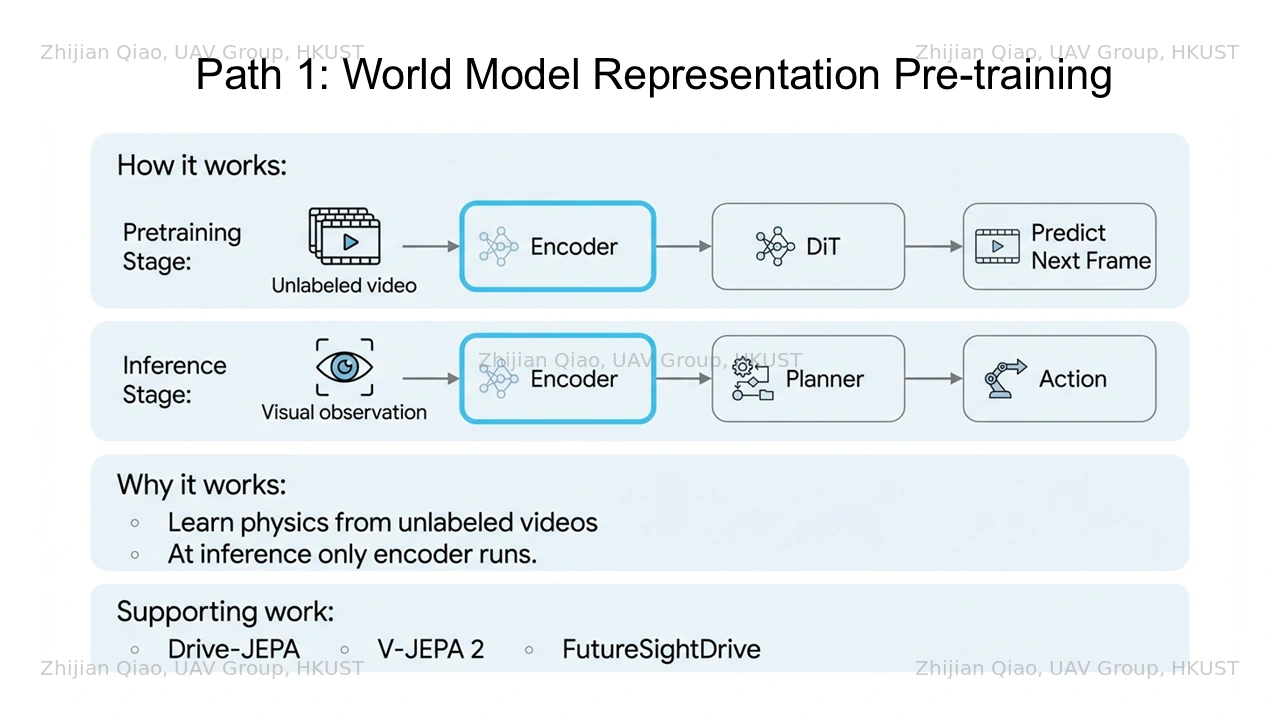 Zhijian Qiao, UAV Group, HKUST
Zhijian Qiao, UAV Group, HKUST
Path 1: World Model Representation Pre-training
How it works:
Pretraining
Stage:
Unlabeled video
Encoder
DiT
Predict
Next Frame
Inference
Stage:
Visual observation
Zhijian Qiao, UAV Group, HKUST
Encoder
Planner
Action
Why it works:
○ Learn physics from unlabeled videos
○ At inference only encoder runs.
Supporting work:
○ Drive-JEPA ○ V-JEPA 2 ○ FutureSightDrive
Zhijian Qiao, UAV Group, HKUST
Zhijian Qiao, UAV Group, HKUST